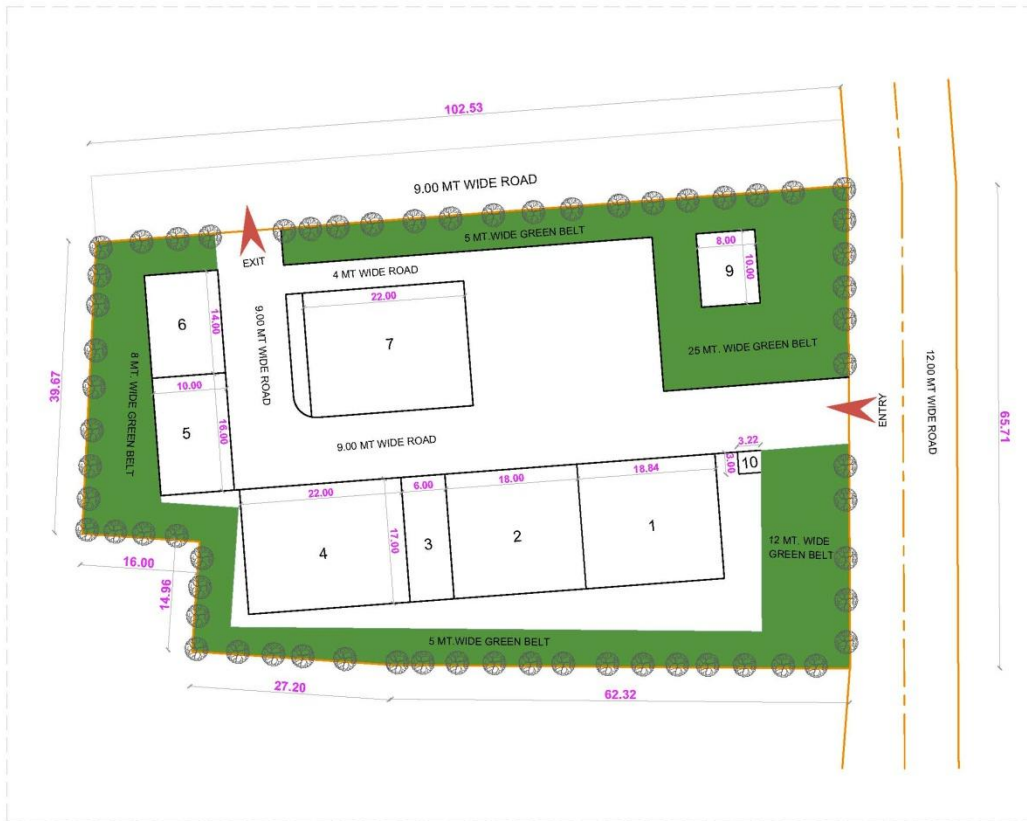 102.53
9.00 MT WIDE ROAD
EXIT
5 MT.WIDE GREEN BELT
4 MT WIDE ROAD
8.00
10.00
9
22.00
14.00
6
9.00 MT WIDE ROAD
7
25 MT. WIDE GREEN BELT
12.00 MT WIDE ROAD
39.67
8 MT. WIDE GREEN BELT
10.00
5
16.00
ENTRY
65.71
9.00 MT WIDE ROAD
3.22
3.00
10
22.00
6.00
18.00
18.84
17.00
4
3
2
1
12 MT. WIDE
GREEN BELT
16.00
14.96
5 MT.WIDE GREEN BELT
27.20
62.32